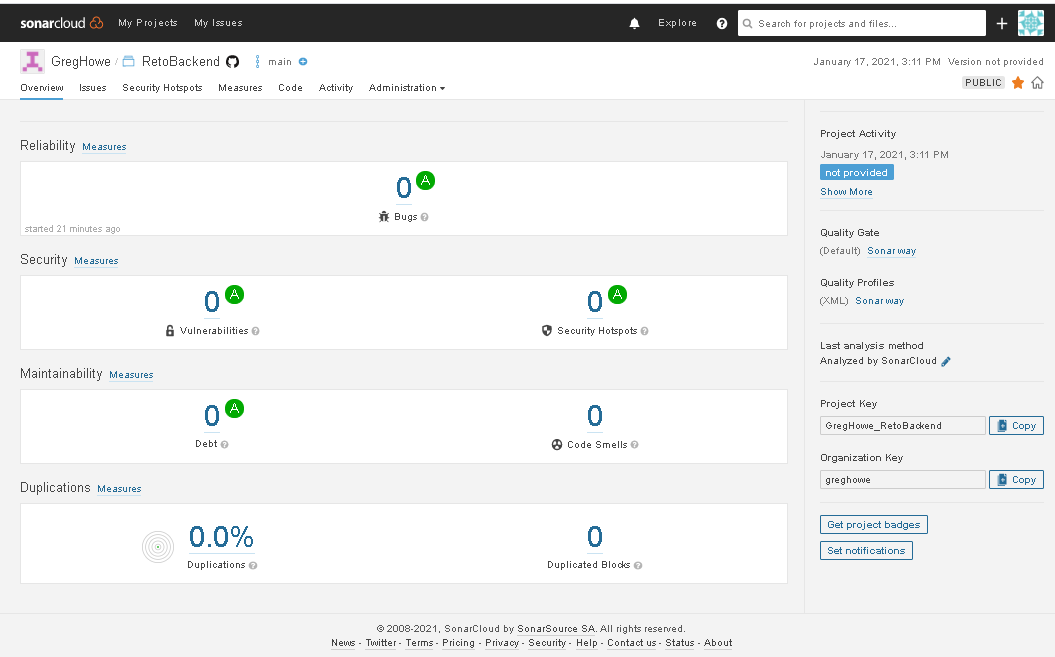 sonarcloud My Projects My Issues Explore Search for projects and files...
GregHowe / RetoBackend main January 17, 2021, 3:11 PM Version not provided
Overview Issues Security Hotspots Measures Code Activity Administration PUBLIC
Reliability Measures
0 A
Bugs
started 21 minutes ago
Security Measures
0 A 0 A
Vulnerabilities Security Hotspots
Maintainability Measures
0 A 0
Debt Code Smells
Duplications Measures
0.0% 0
Duplications Duplicated Blocks
Project Activity
January 17, 2021, 3:11 PM
not provided
Show More
Quality Gate
(Default) Sonar way
Quality Profiles
(XML) Sonar way
Last analysis method
Analyzed by SonarCloud
Project Key
GregHowe_RetoBackend Copy
Organization Key
greghowe Copy
Get project badges
Set notifications
© 2008-2021, SonarCloud by SonarSource SA. All rights reserved.
News - Twitter - Terms - Pricing - Privacy - Security - Help - Contact us - Status - About